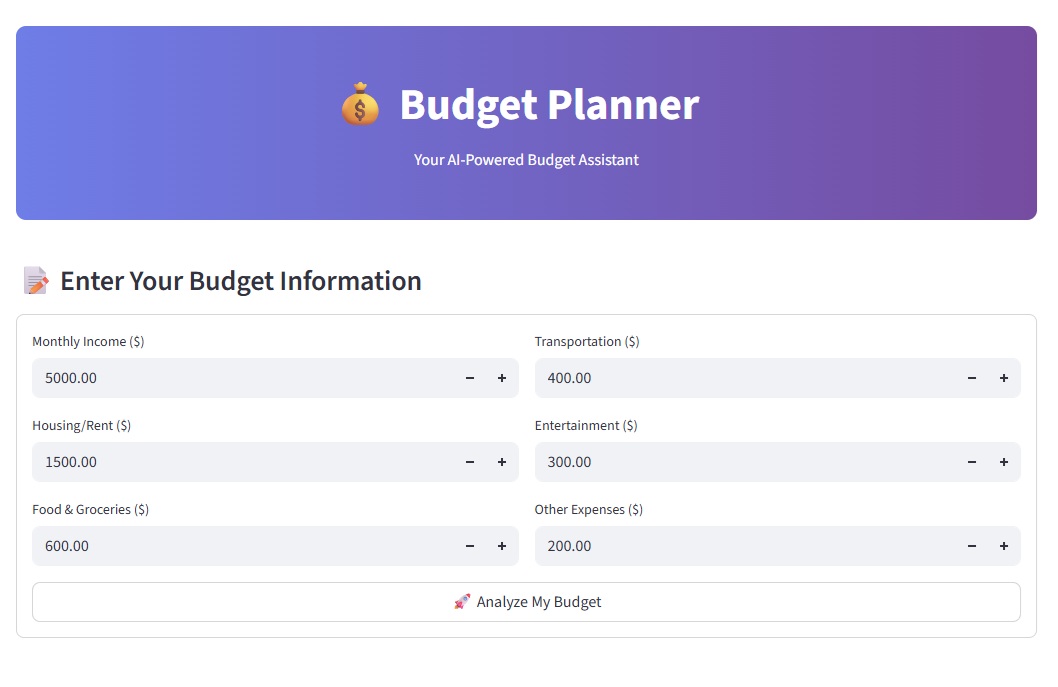 Budget Planner
Your AI-Powered Budget Assistant
Enter Your Budget Information
Monthly Income ($)
5000.00
Transportation ($)
400.00
Housing/Rent ($)
1500.00
Entertainment ($)
300.00
Food & Groceries ($)
600.00
Other Expenses ($)
200.00
Analyze My Budget